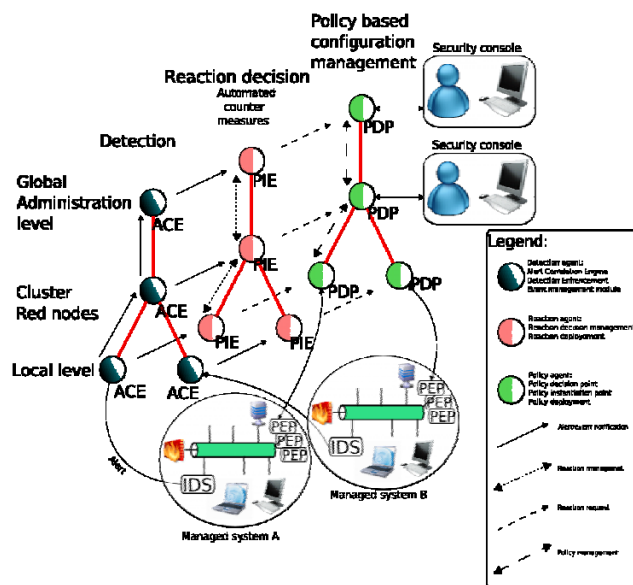 Policy based
configuration
management
Security console
Reaction decision
Automated
counter
measures
PDP
Detection
Security console
PIE
Global
Administration
level
ACE
PDP
Legend:
PIE
Detection agent:
Alert Correlation Engine
Detection Enhancement
Event management module
Cluster
Red nodes
ACE
PDP
PDP
PIE
PIE
Reaction agent:
Reaction decision management
Reaction deployment.
Local level
ACE
ACE
Policy agent:
Policy decision point
Policy instantiation point
Policy deployment
PEP
PEP
PEP
PEP
PEP
PEP
IDS
Alert
IDS
Alert/event notification
Reaction management.
Reaction request
Policy management
Managed system B
Managed system A